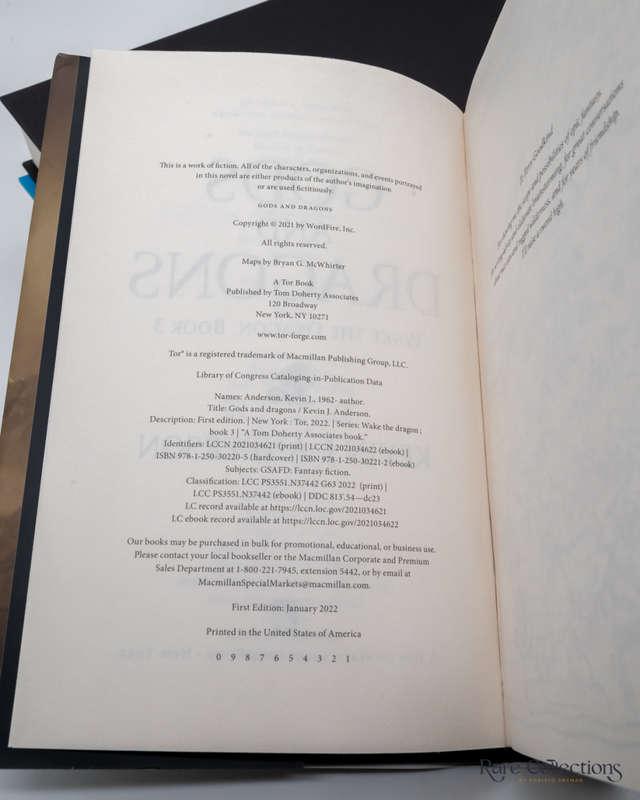 This is a work of fiction. All of the characters, organizations, and events portrayed
in this novel are either products of the author's imagination
or are used fictitiously.
GODS AND DRAGONS
Copyright © 2021 by WordFire, Inc.
All rights reserved.
Maps by Bryan G. McWhirter
A Tor Book
Published by Tom Doherty Associates
120 Broadway
New York, NY 10271
www.tor-forge.com
Tor® is a registered trademark of Macmillan Publishing Group, LLC.
Library of Congress Cataloging-in-Publication Data
Names: Anderson, Kevin J., 1962- author.
Title: Gods and dragons / Kevin J. Anderson.
Description: First edition. | New York : Tor, 2022. | Series: Wake the dragon ;
book 3 | "A Tom Doherty Associates book."
Identifiers: LCCN 2021034621 (print) | LCCN 2021034622 (ebook) |
ISBN 978-1-250-30220-5 (hardcover) | ISBN 978-1-250-30221-2 (ebook)
Subjects: GSAFD: Fantasy fiction.
Classification: LCC PS3551.N37442 G63 2022 (print) |
LCC PS3551.N37442 (ebook) | DDC 813'.54—dc23
LC record available at https://lccn.loc.gov/2021034621
LC ebook record available at https://lccn.loc.gov/2021034622
Our books may be purchased in bulk for promotional, educational, or business use.
Please contact your local bookseller or the Macmillan Corporate and Premium
Sales Department at 1-800-221-7945, extension 5442, or by email at
MacmillanSpecialMarkets@macmillan.com.
First Edition: January 2022
Printed in the United States of America
0 9 8 7 6 5 4 3 2 1
of epic fantasies,
for great conversations
and for years of friendship.
Rare Collections